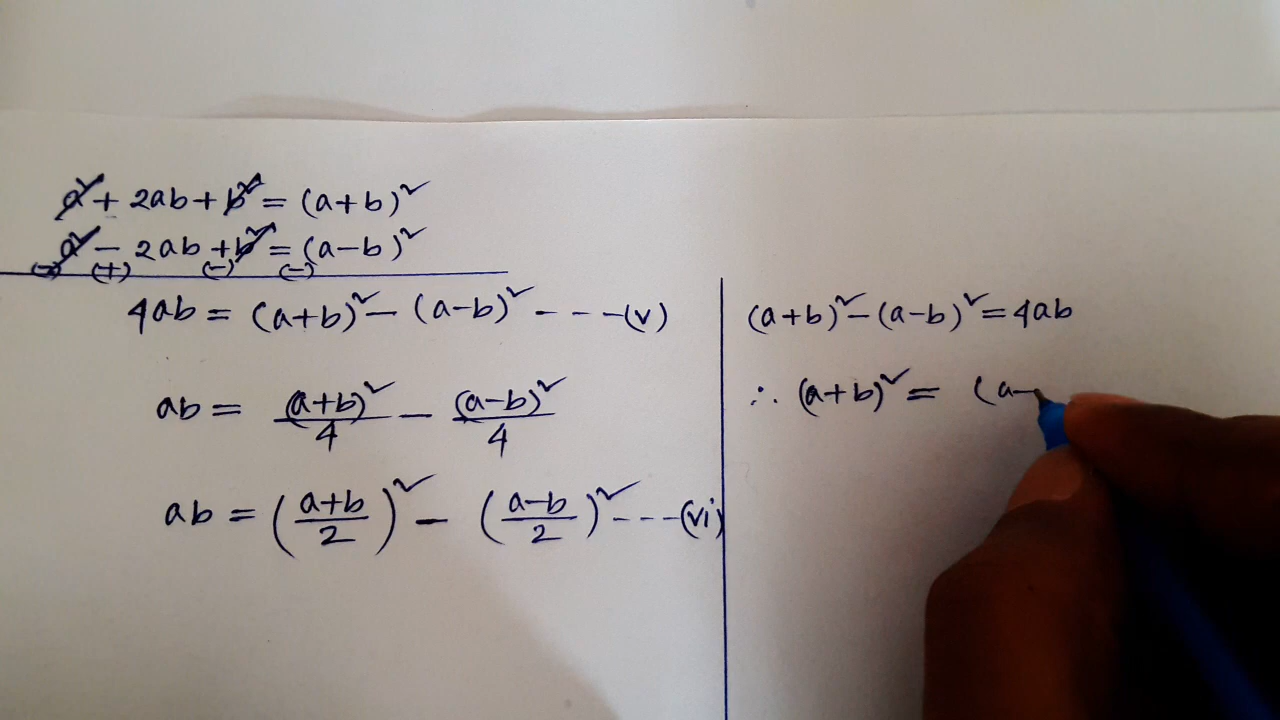 a² + 2ab + b² = (a+b)²
a² - 2ab + b² = (a-b)²
(-) (+) (-) (-)
4ab = (a+b)² - (a-b)² - - - -(v)
ab = (a+b)²/4 - (a-b)²/4
ab = ((a+b)/2)² - ((a-b)/2)² - - - -(vi)
(a+b)² - (a-b)² = 4ab
∴ (a+b)² = (a-